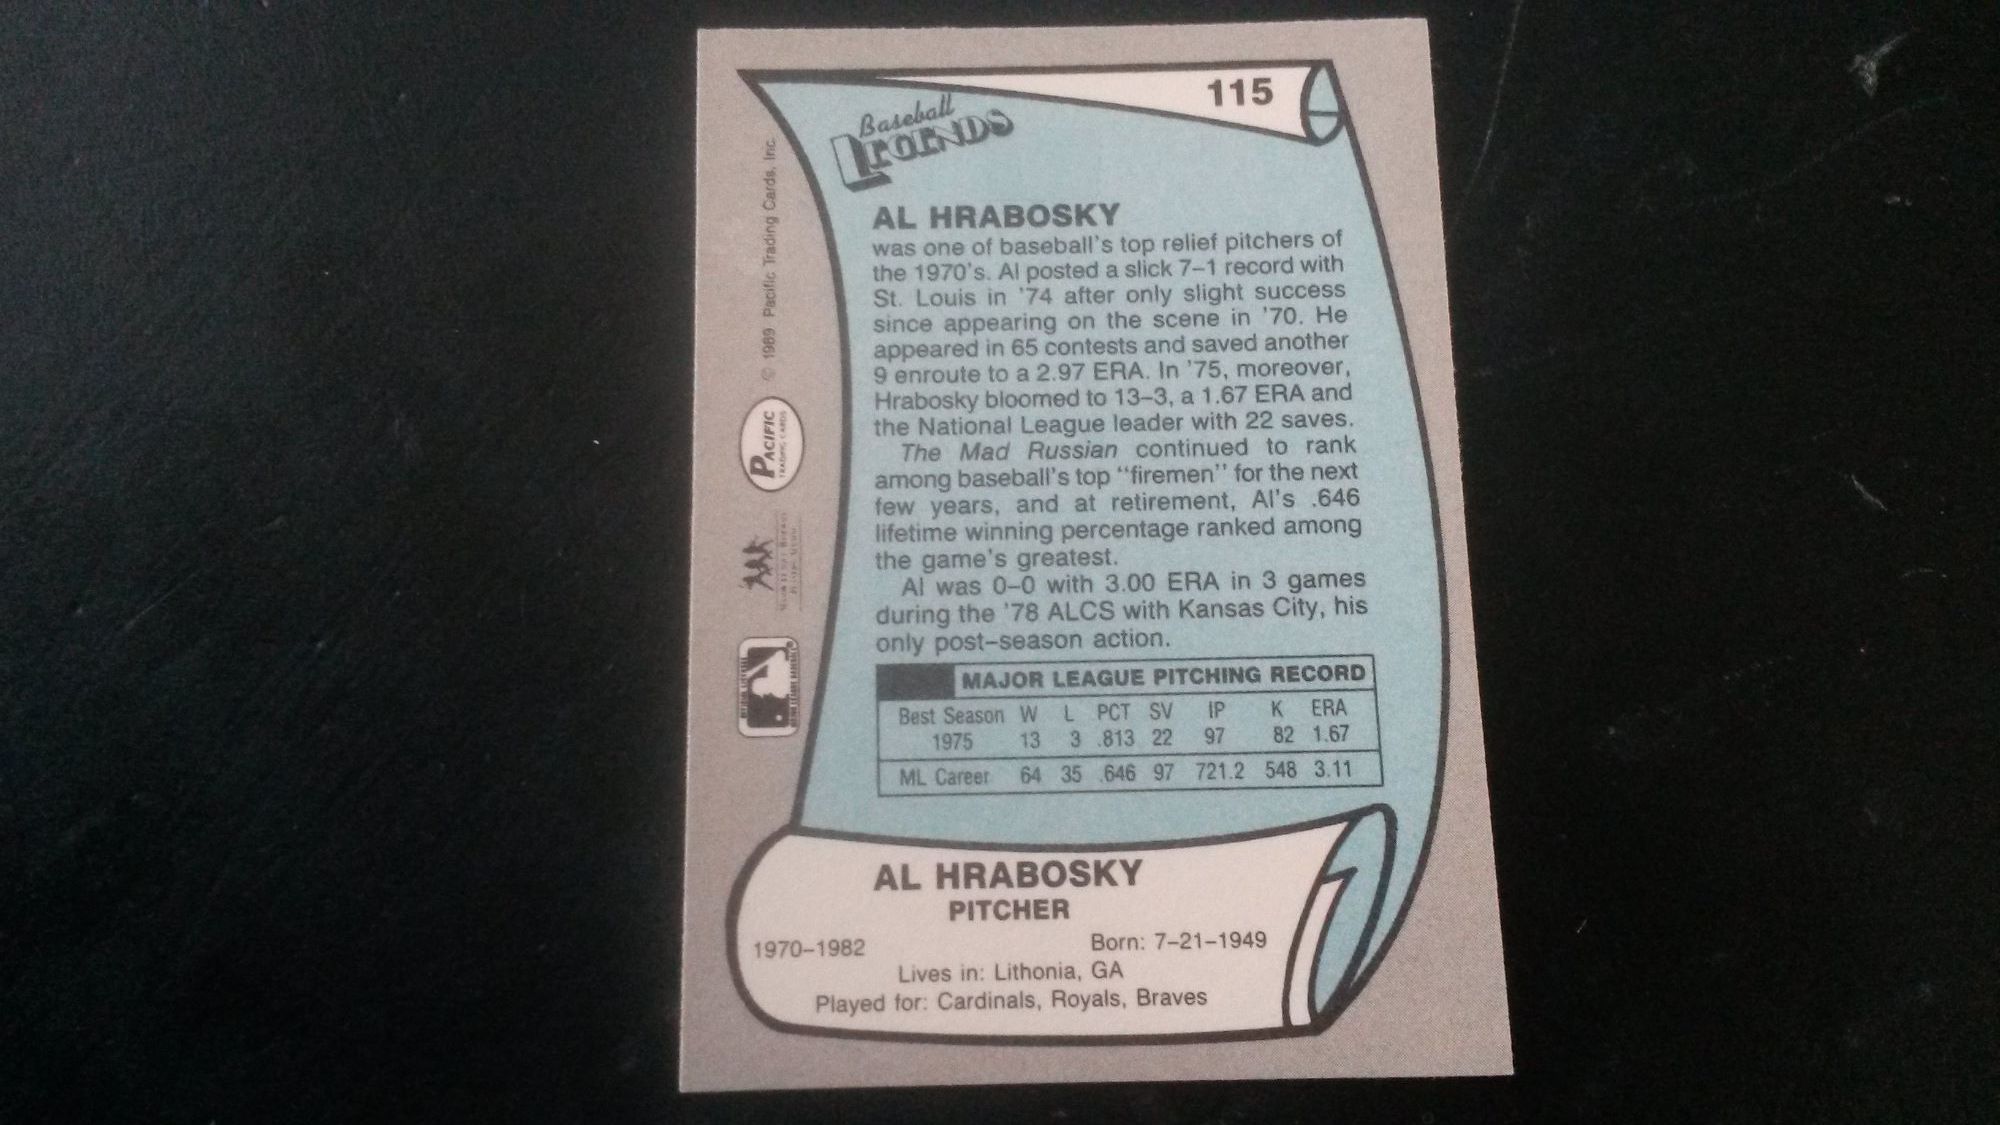 115
Baseball
LEGENDS
AL HRABOSKY
was one of baseball's top relief pitchers of
the 1970's. Al posted a slick 7–1 record with
St. Louis in '74 after only slight success
since appearing on the scene in '70. He
appeared in 65 contests and saved another
9 enroute to a 2.97 ERA. In '75, moreover,
Hrabosky bloomed to 13–3, a 1.67 ERA and
the National League leader with 22 saves.
The Mad Russian continued to rank
among baseball's top "firemen" for the next
few years, and at retirement, Al's .646
lifetime winning percentage ranked among
the game's greatest.
Al was 0–0 with 3.00 ERA in 3 games
during the '78 ALCS with Kansas City, his
only post–season action.
MAJOR LEAGUE PITCHING RECORD
Best Season W L PCT SV IP K ERA
1975 13 3 .813 22 97 82 1.67
ML Career 64 35 .646 97 721.2 548 3.11
AL HRABOSKY
PITCHER
1970–1982 Born: 7–21–1949
Lives in: Lithonia, GA
Played for: Cardinals, Royals, Braves
© 1989 Pacific Trading Cards, Inc.
PACIFIC
TRADING CARDS